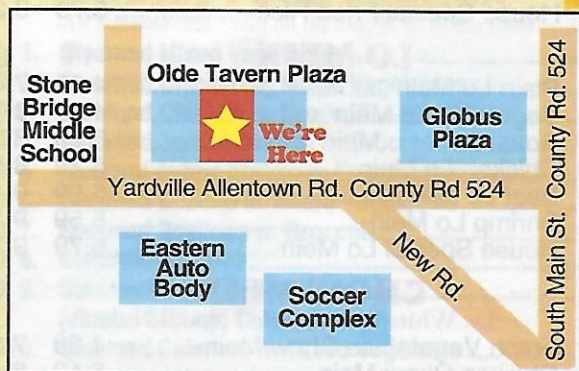 Stone
Bridge
Middle
School
Olde Tavern Plaza
We're
Here
Globus
Plaza
Yardville Allentown Rd. County Rd 524
Eastern
Auto
Body
Soccer
Complex
New Rd.
South Main St. County Rd. 524